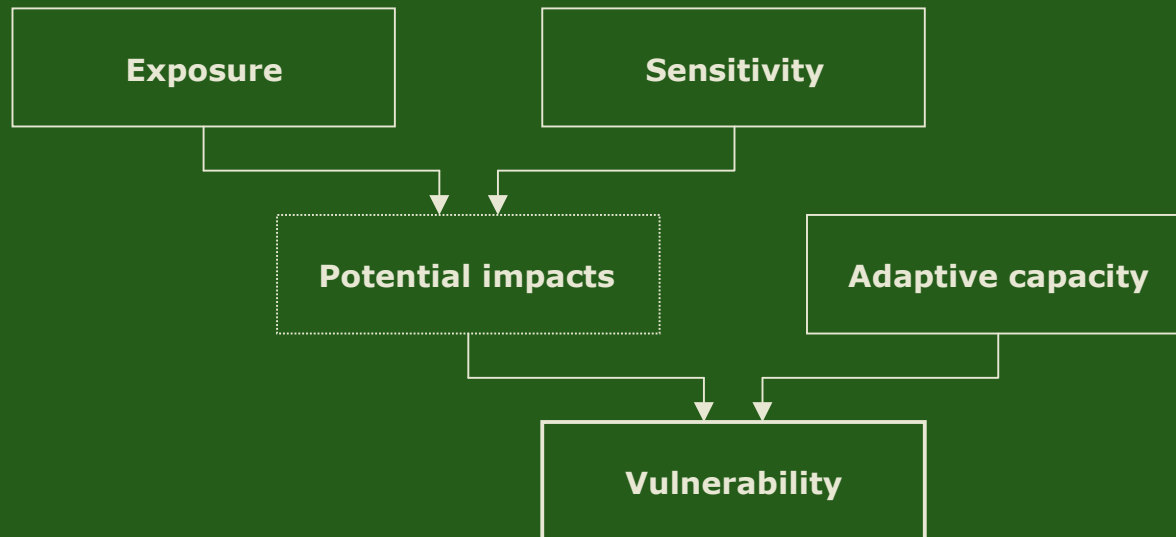 Exposure
Sensitivity
Potential impacts
Adaptive capacity
Vulnerability